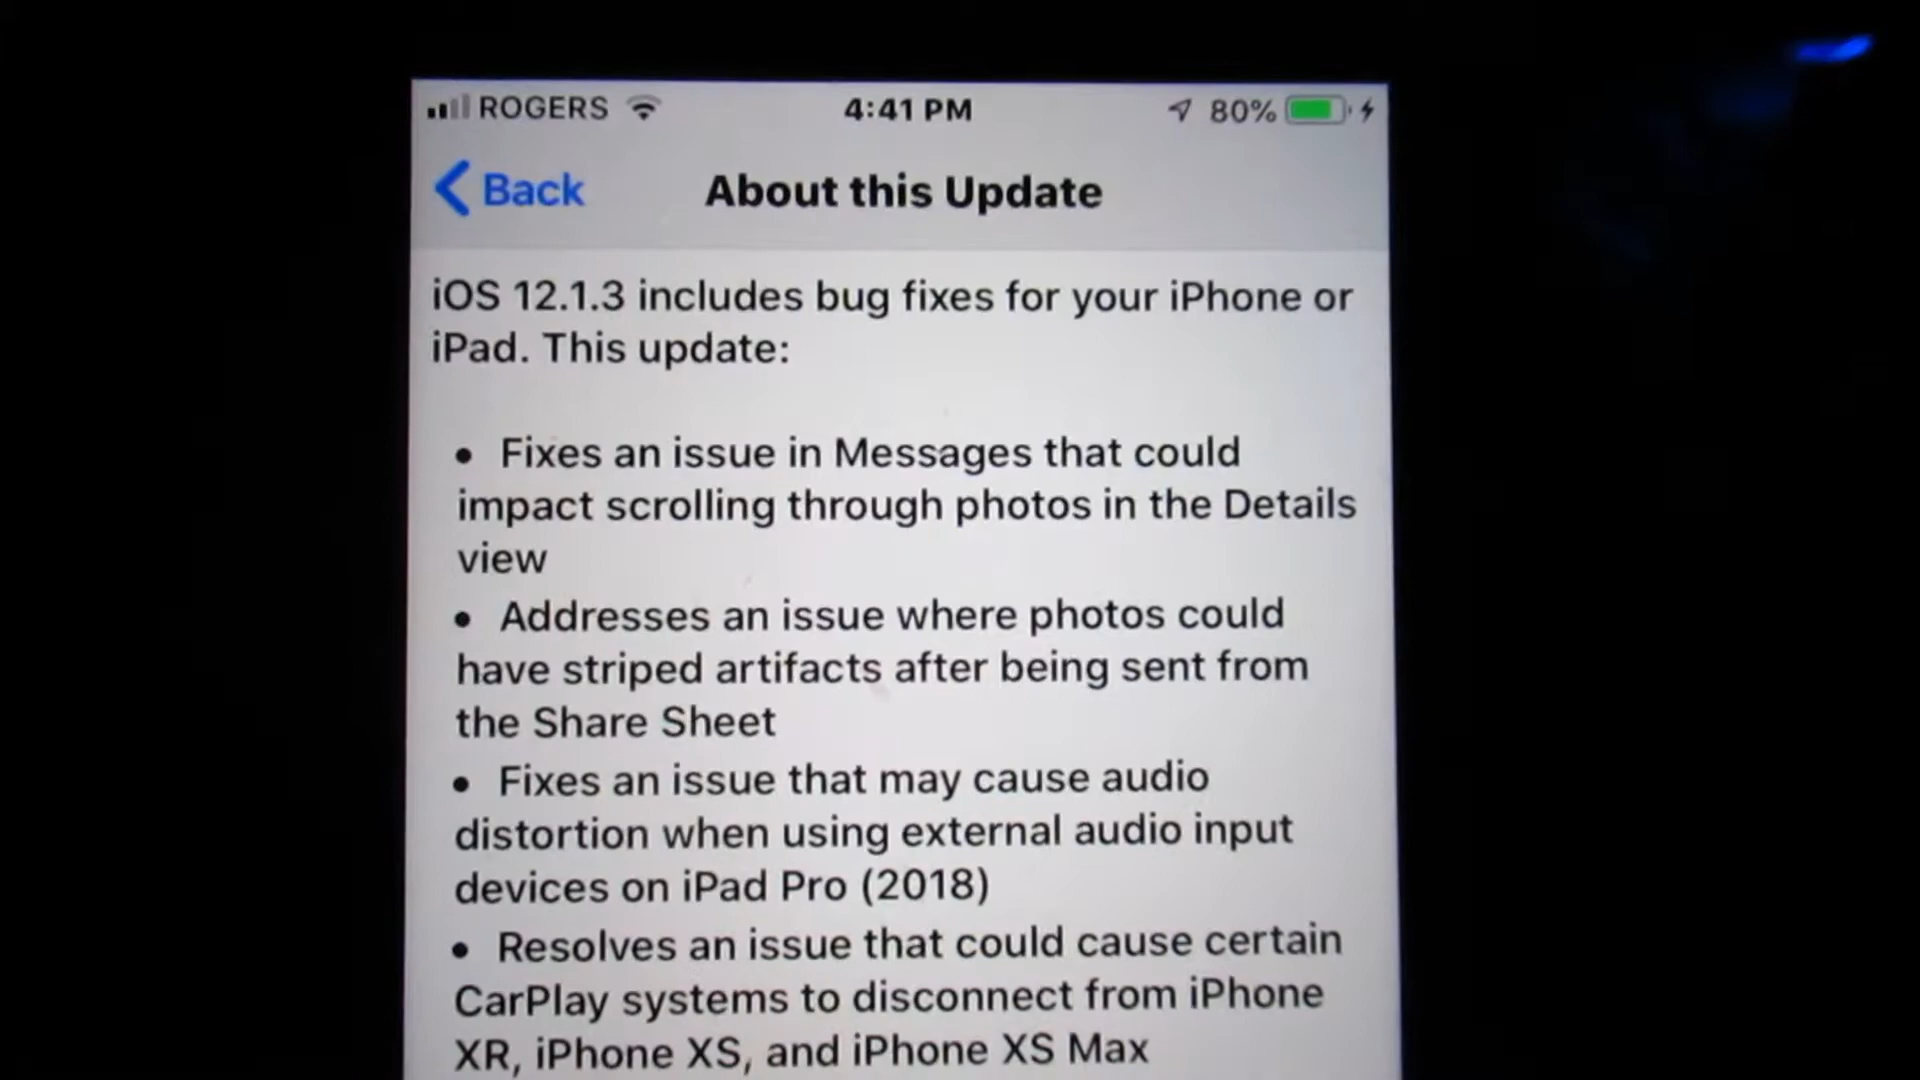 ROGERS 4:41 PM 80%
Back About this Update
iOS 12.1.3 includes bug fixes for your iPhone or
iPad. This update:
• Fixes an issue in Messages that could
impact scrolling through photos in the Details
view
• Addresses an issue where photos could
have striped artifacts after being sent from
the Share Sheet
• Fixes an issue that may cause audio
distortion when using external audio input
devices on iPad Pro (2018)
• Resolves an issue that could cause certain
CarPlay systems to disconnect from iPhone
XR, iPhone XS, and iPhone XS Max